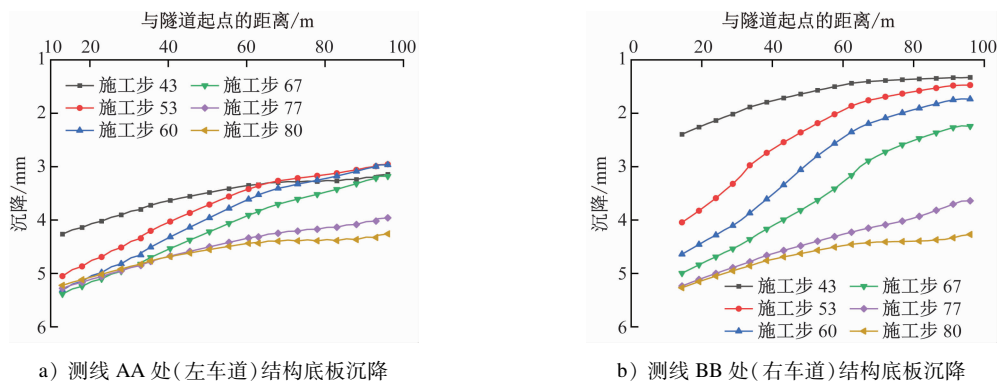 与隧道起点的距离/m
10 20 40 60 80 100
1
2
3
4
5
6
沉降/mm
施工步 43 施工步 67
施工步 53 施工步 77
施工步 60 施工步 80
a) 测线 AA 处(左车道)结构底板沉降
与隧道起点的距离/m
0 20 40 60 80 100
1
2
3
4
5
6
沉降/mm
施工步 43 施工步 67
施工步 53 施工步 77
施工步 60 施工步 80
b) 测线 BB 处(右车道)结构底板沉降